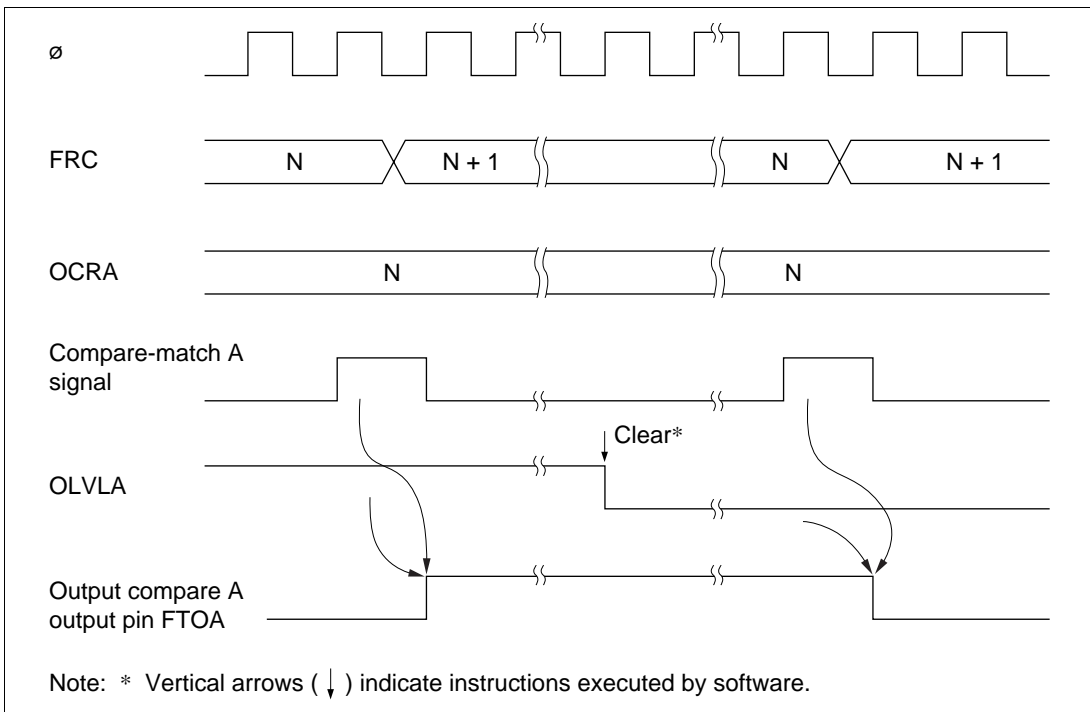 ø
FRC N N + 1 N N + 1
OCRA N N
Compare-match A
signal
Clear*
OLVLA
Output compare A
output pin FTOA
Note: * Vertical arrows ( ↓ ) indicate instructions executed by software.